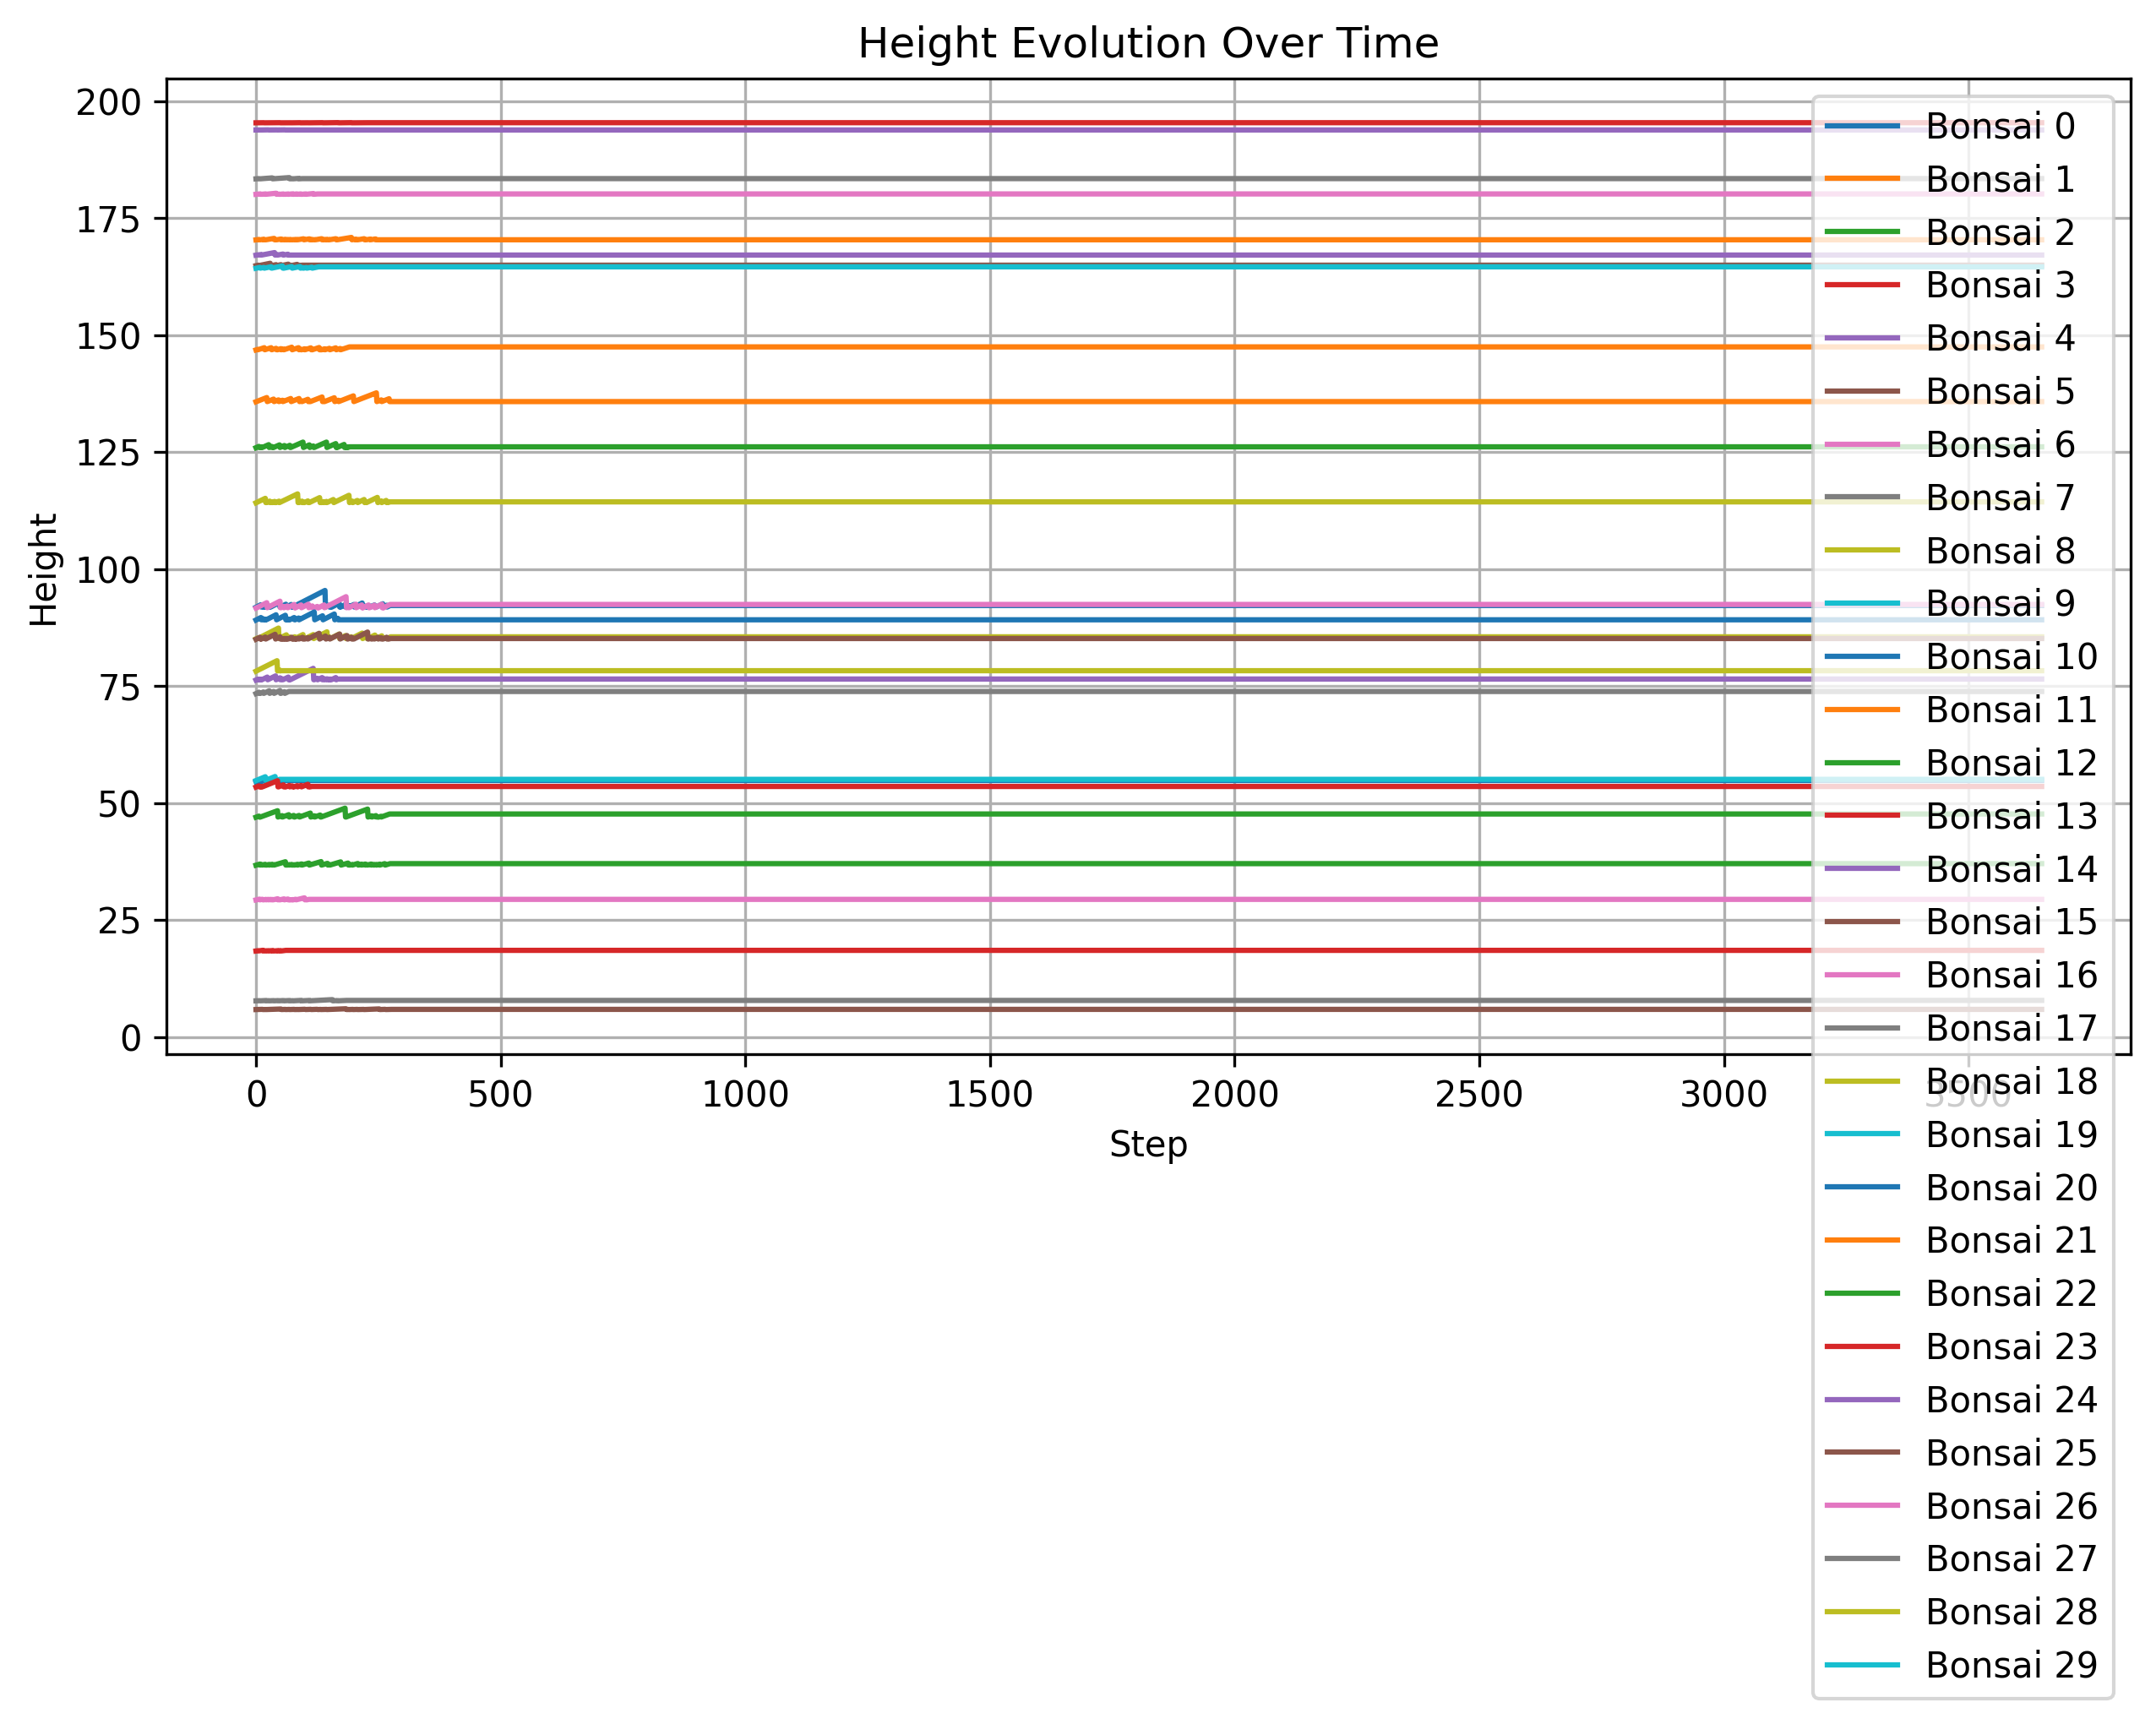 Height Evolution Over Time
Height
200
175
150
125
100
75
50
25
0
0 500 1000 1500 2000 2500 3000 3500
Step
Bonsai 0
Bonsai 1
Bonsai 2
Bonsai 3
Bonsai 4
Bonsai 5
Bonsai 6
Bonsai 7
Bonsai 8
Bonsai 9
Bonsai 10
Bonsai 11
Bonsai 12
Bonsai 13
Bonsai 14
Bonsai 15
Bonsai 16
Bonsai 17
Bonsai 18
Bonsai 19
Bonsai 20
Bonsai 21
Bonsai 22
Bonsai 23
Bonsai 24
Bonsai 25
Bonsai 26
Bonsai 27
Bonsai 28
Bonsai 29